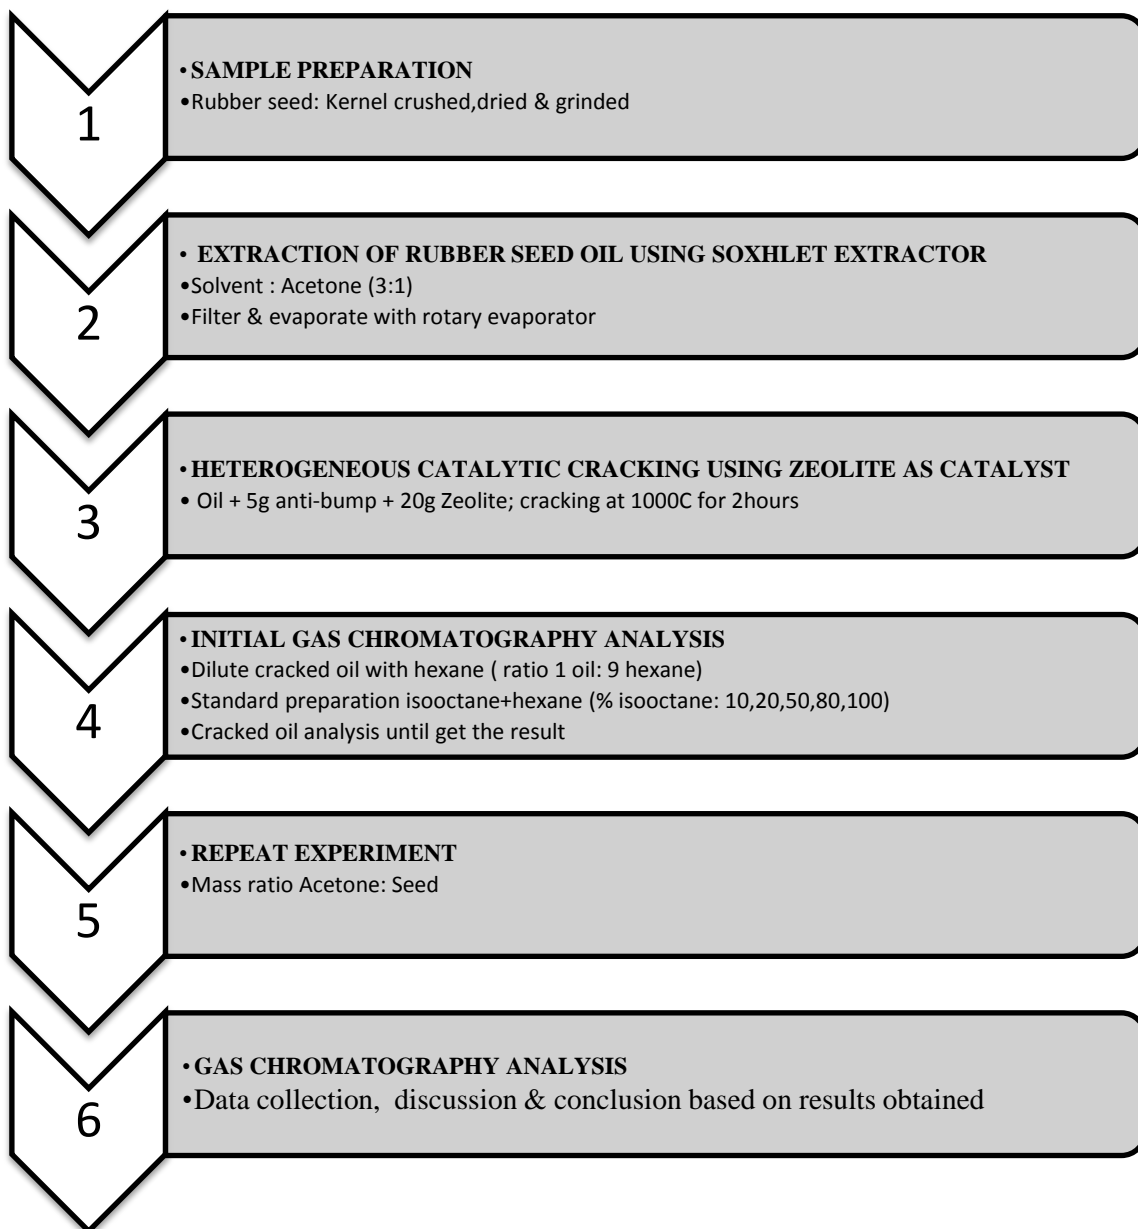 1
• SAMPLE PREPARATION
•Rubber seed: Kernel crushed,dried & grinded
2
• EXTRACTION OF RUBBER SEED OIL USING SOXHLET EXTRACTOR
•Solvent : Acetone (3:1)
•Filter & evaporate with rotary evaporator
3
• HETEROGENEOUS CATALYTIC CRACKING USING ZEOLITE AS CATALYST
• Oil + 5g anti-bump + 20g Zeolite; cracking at 1000C for 2hours
4
• INITIAL GAS CHROMATOGRAPHY ANALYSIS
•Dilute cracked oil with hexane ( ratio 1 oil: 9 hexane)
•Standard preparation isooctane+hexane (% isooctane: 10,20,50,80,100)
•Cracked oil analysis until get the result
5
• REPEAT EXPERIMENT
•Mass ratio Acetone: Seed
6
• GAS CHROMATOGRAPHY ANALYSIS
•Data collection, discussion & conclusion based on results obtained